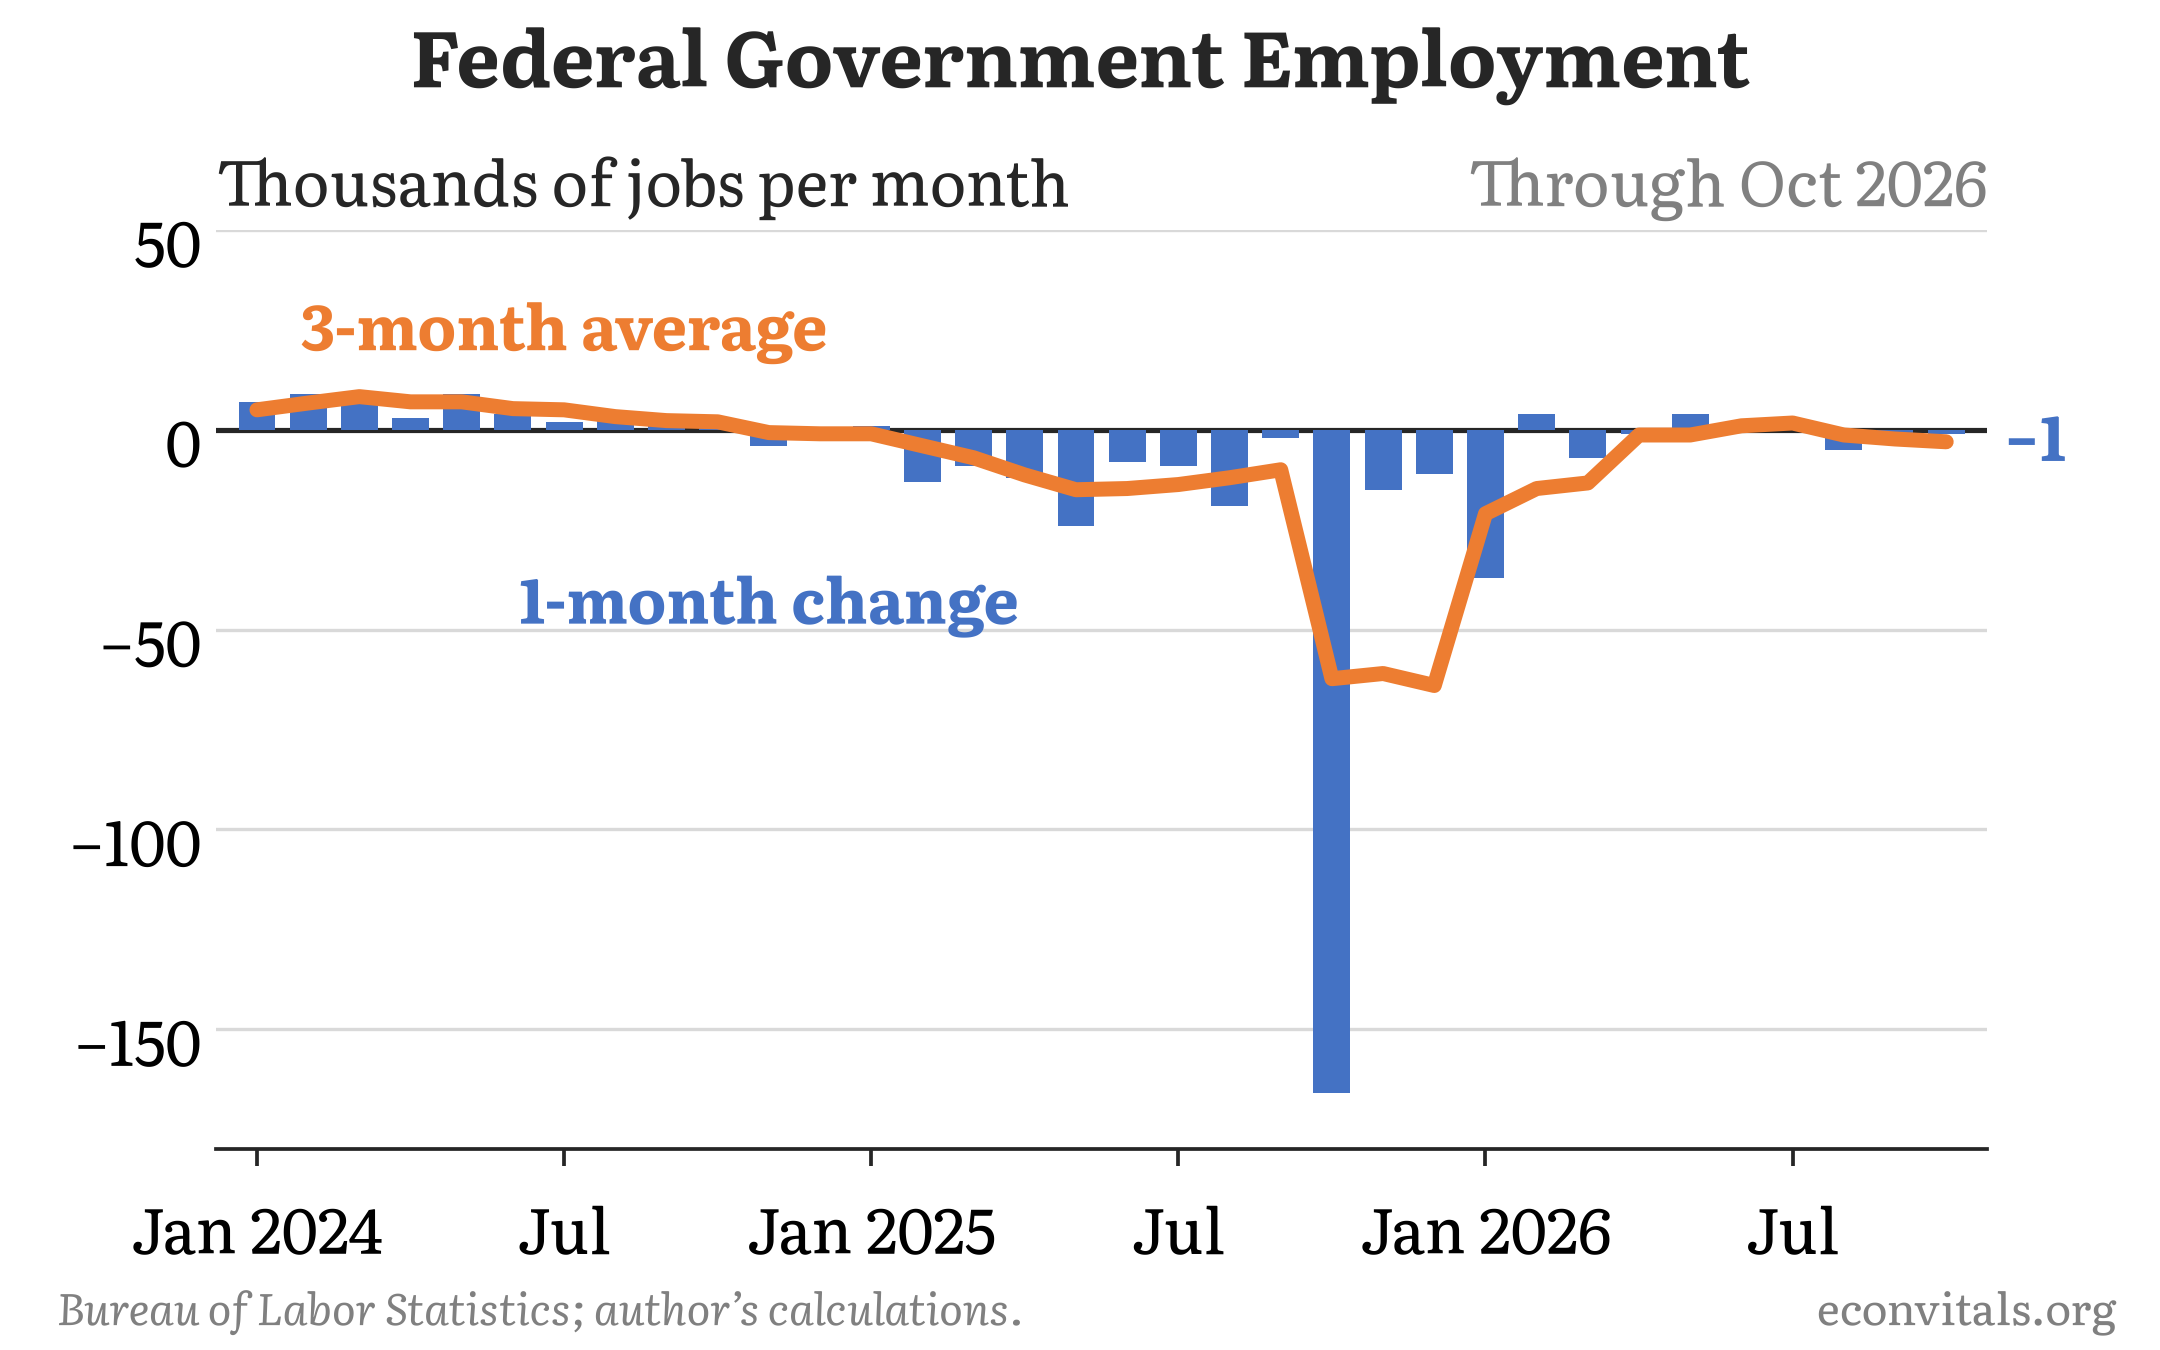 Federal Government Employment
Thousands of jobs per month
Through Oct 2026
50
3-month average
0
–1
1-month change
–50
–100
–150
Jan 2024
Jul
Jan 2025
Jul
Jan 2026
Jul
Bureau of Labor Statistics; author’s calculations.
econvitals.org